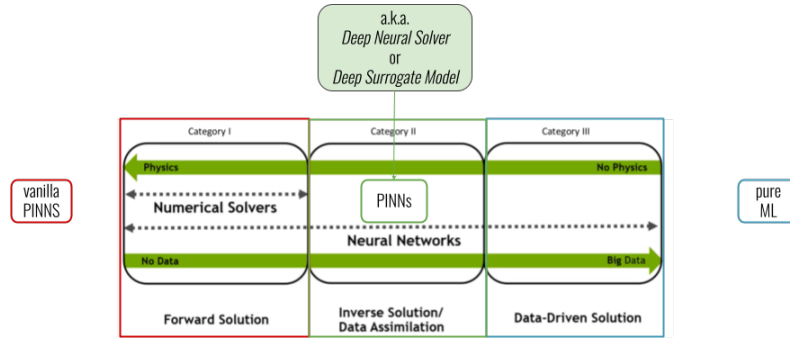 a.k.a.
Deep Neural Solver
or
Deep Surrogate Model
Category I
Category II
Category III
Physics
No Physics
vanilla
PINNS
PINNs
pure
ML
Numerical Solvers
Neural Networks
No Data
Big Data
Forward Solution
Inverse Solution/
Data Assimilation
Data-Driven Solution